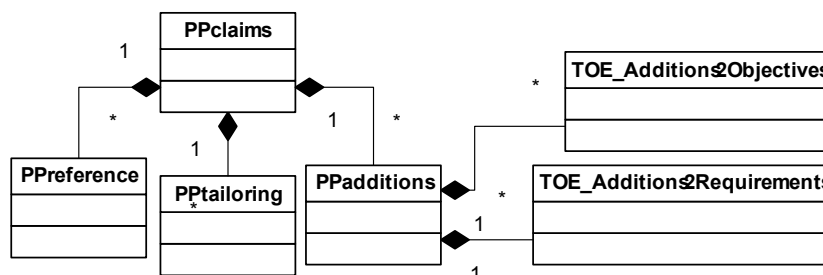 PPclaims
1
TOE_Additions2Objectives
*
*
1
*
1
PPreference
PPtailoring
*
PPadditions
*
TOE_Additions2Requirements
1
1